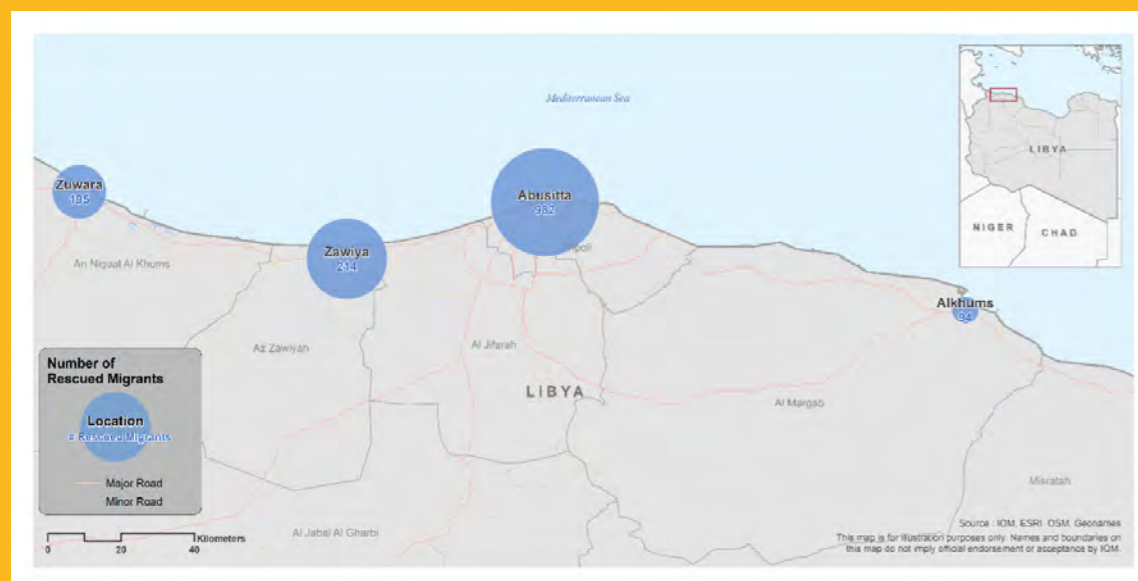 Mediterranean Sea
LIBYA
NIGER
CHAD
Zuwara
195
Abusitta
982
Zawiya
214
Alkhums
94
An Niqual Al Khums
Az Zawiyah
Al Jifarah
LIBYA
Al Margab
Misratah
Al Jabal Al Gharbi
Number of
Rescued Migrants
Location
# Rescued Migrants
Major Road
Minor Road
Kilometers
0 20 40
Source : IOM, ESRI, OSM, Geonames
This map is for illustration purposes only. Names and boundaries on
this map do not imply official endorsement or acceptance by IOM.